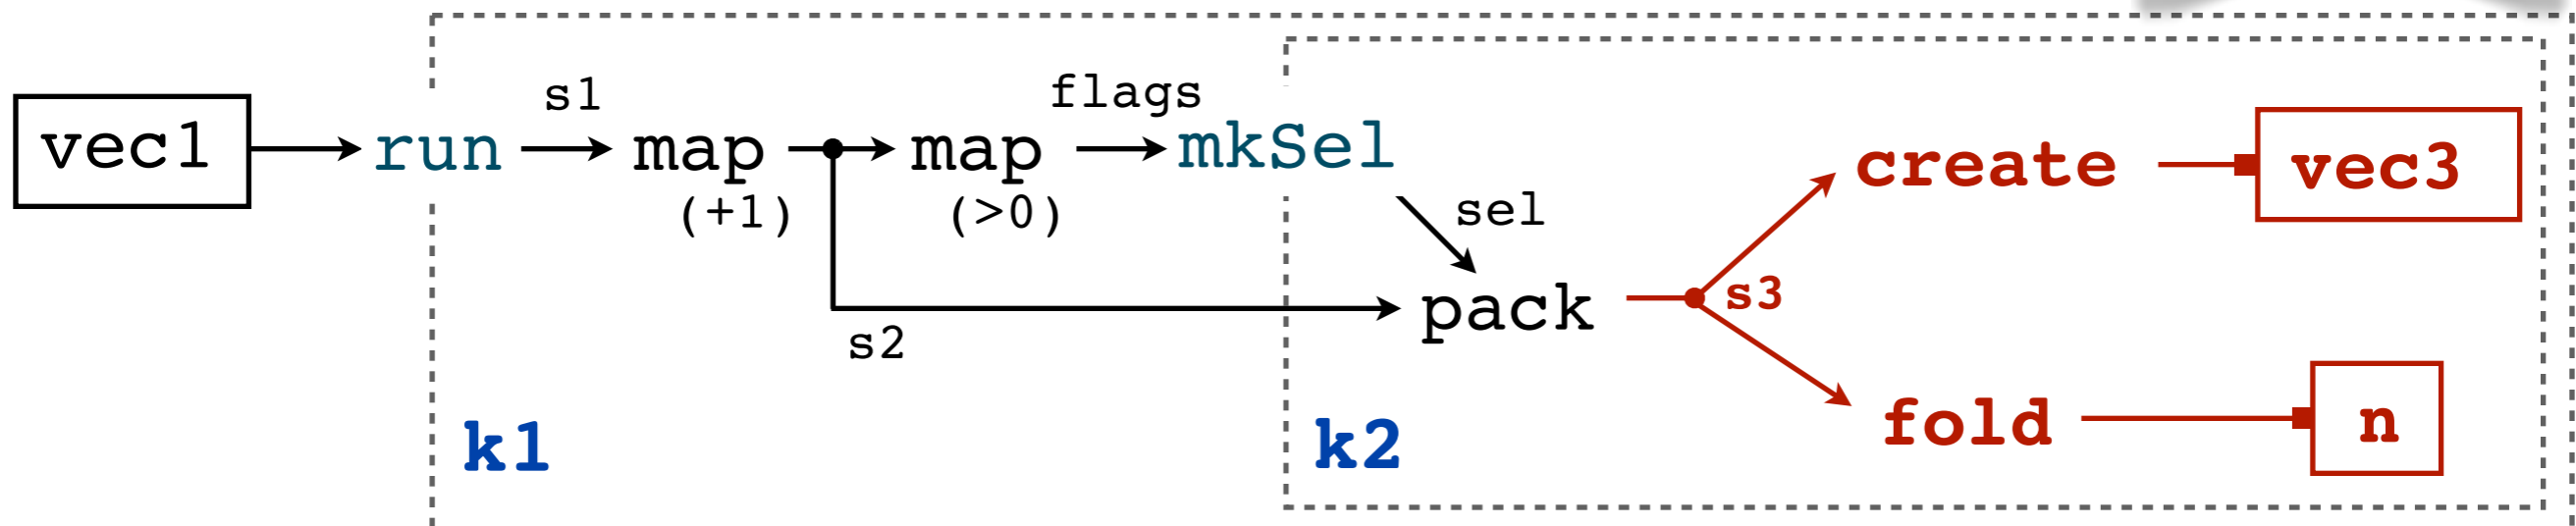 s1
flags
vec1
run
map
(+1)
map
(>0)
mkSel
sel
create
vec3
s2
pack
s3
k1
k2
fold
n